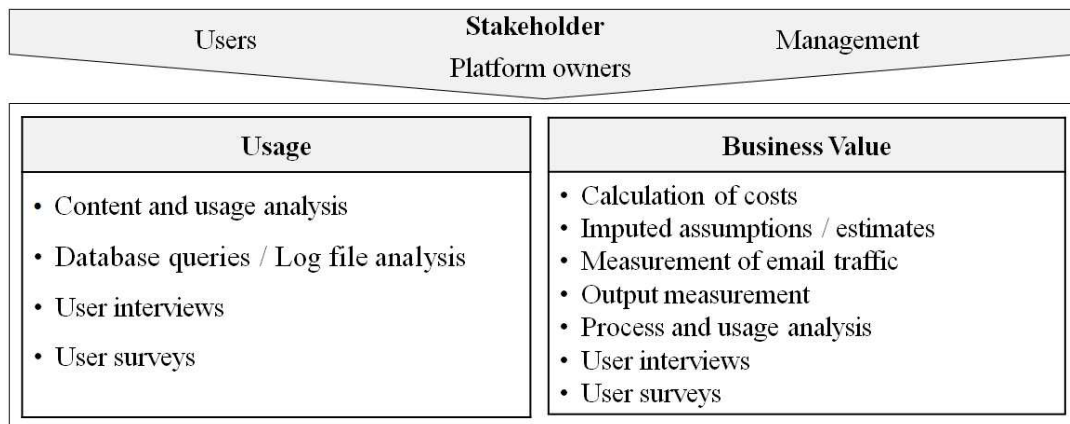 Stakeholder
Users
Management
Platform owners
Usage
• Content and usage analysis
• Database queries / Log file analysis
• User interviews
• User surveys
Business Value
• Calculation of costs
• Imputed assumptions / estimates
• Measurement of email traffic
• Output measurement
• Process and usage analysis
• User interviews
• User surveys